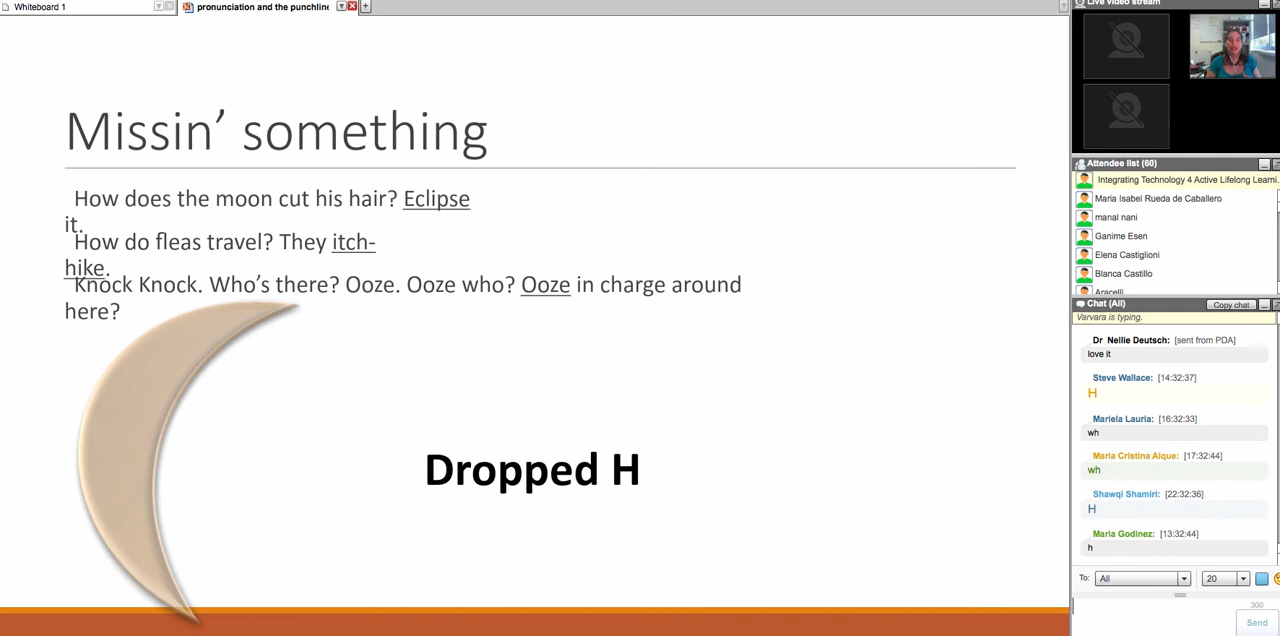 Whiteboard 1
pronunciation and the punchline
Live video stream
Missin' something
How does the moon cut his hair? Eclipse
it.
How do fleas travel? They itch-
hike.
Knock Knock. Who's there? Ooze. Ooze who? Ooze in charge around
here?
Dropped H
Attendee list (60)
Integrating Technology 4 Active Lifelong Learni.
Maria Isabel Rueda de Caballero
manal nani
Ganime Esen
Elena Castiglioni
Blanca Castillo
Aracelli
Chat (All)
Copy chat
Varvara is typing.
Dr Nellie Deutsch: [sent from PDA]
love it
Steve Wallace: [14:32:37]
H
Mariela Lauria: [16:32:33]
wh
Maria Cristina Alque: [17:32:44]
wh
Shawqi Shamiri: [22:32:36]
H
Maria Godinez: [13:32:44]
h
To: All 20
300
Send